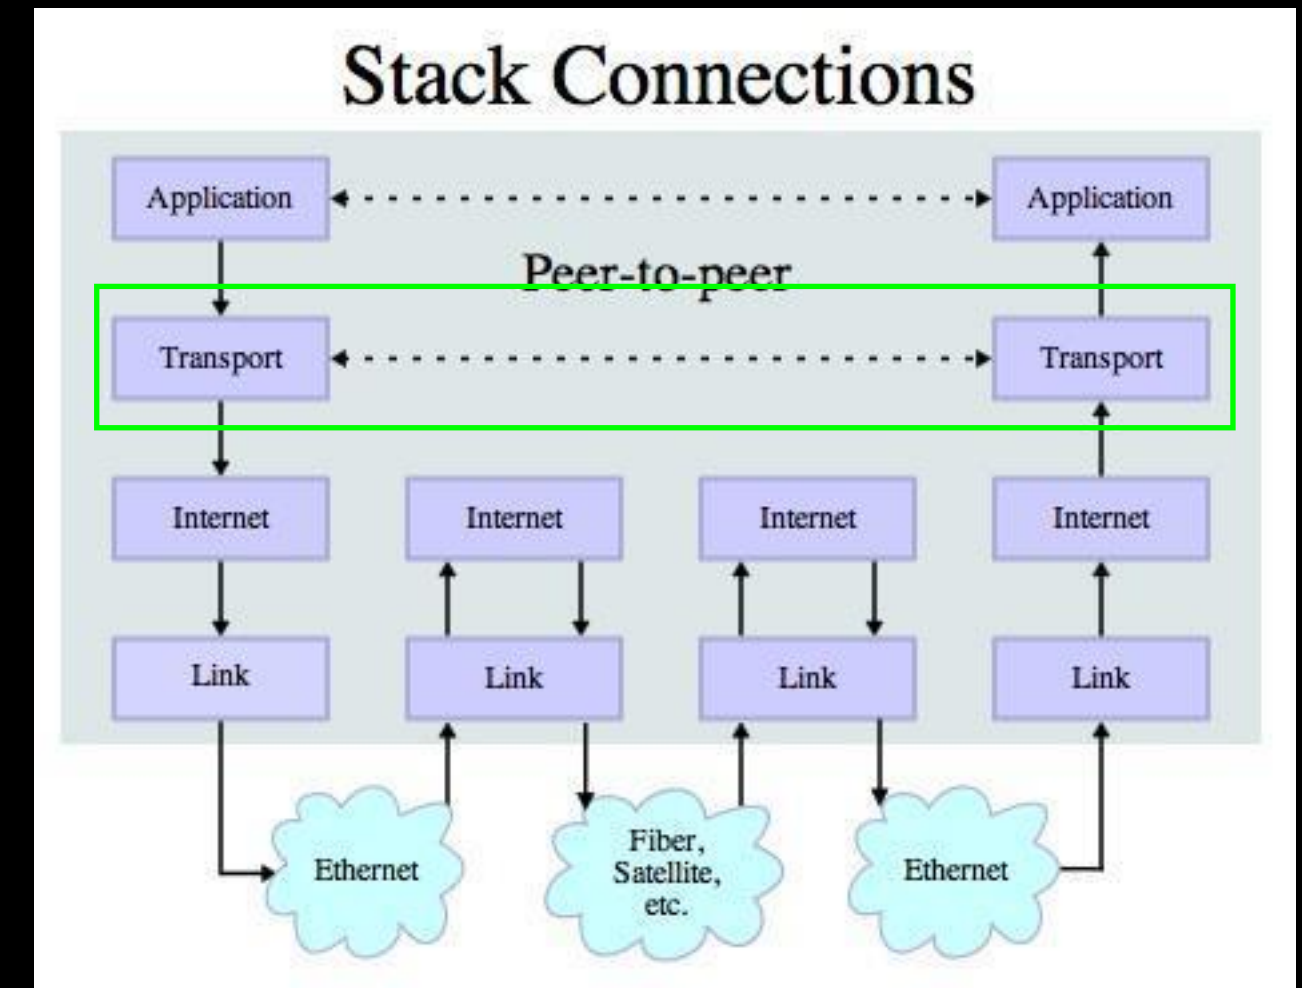 Stack Connections
Application
Application
Peer-to-peer
Transport
Transport
Internet
Internet
Internet
Internet
Link
Link
Link
Link
Ethernet
Fiber,
Satellite,
etc.
Ethernet